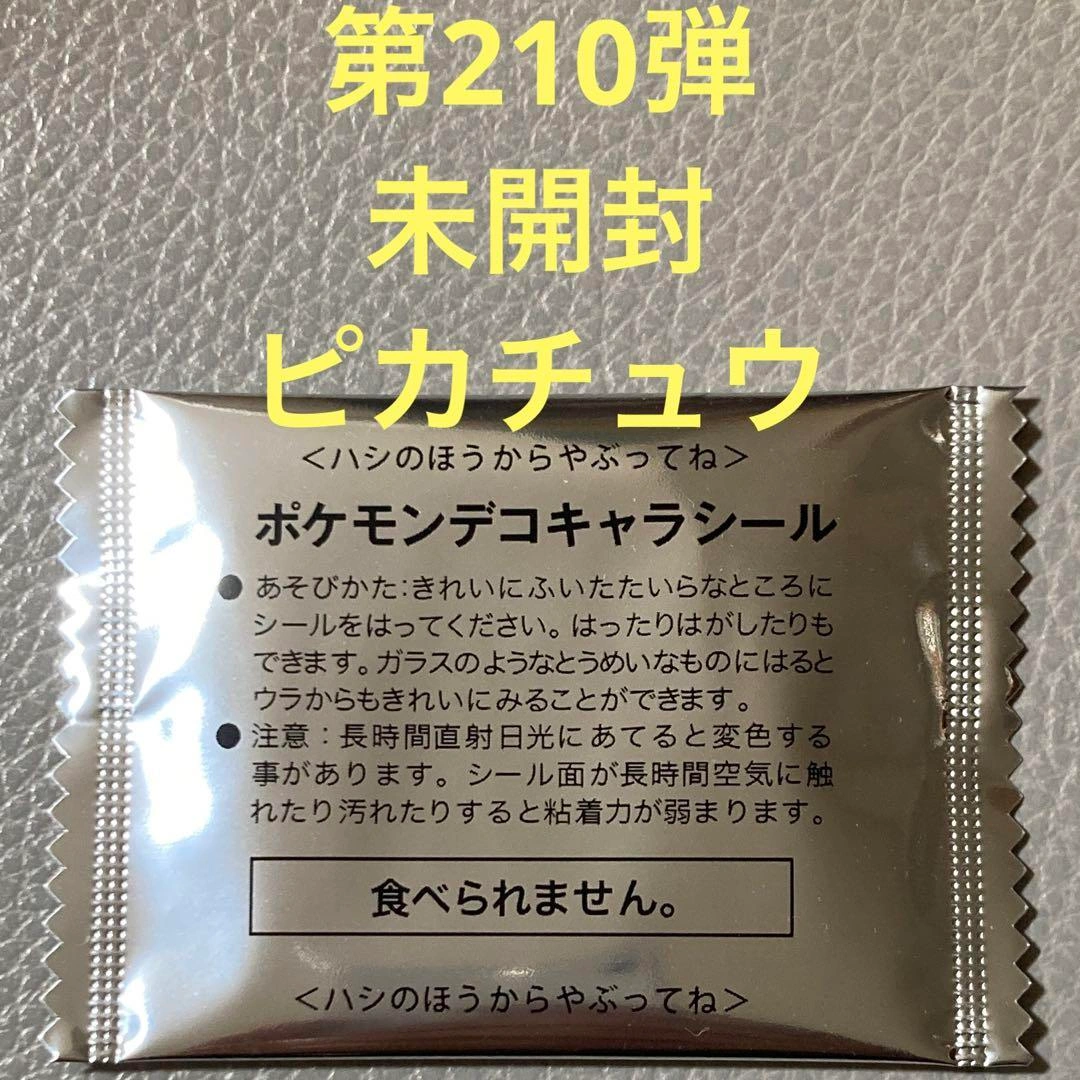 第210弾
未開封
ピカチュウ
＜ハシのほうからやぶってね＞
ポケモンデコキャラシール
●あそびかた：きれいにふいたたいらなところに
シールをはってください。はったりはがしたりも
できます。ガラスのようなとうめいなものにはると
ウラからもきれいにみることができます。
●注意：長時間直射日光にあてると変色する
事があります。シール面が長時間空気に触
れたり汚れたりすると粘着力が弱まります。
食べられません。
＜ハシのほうからやぶってね＞